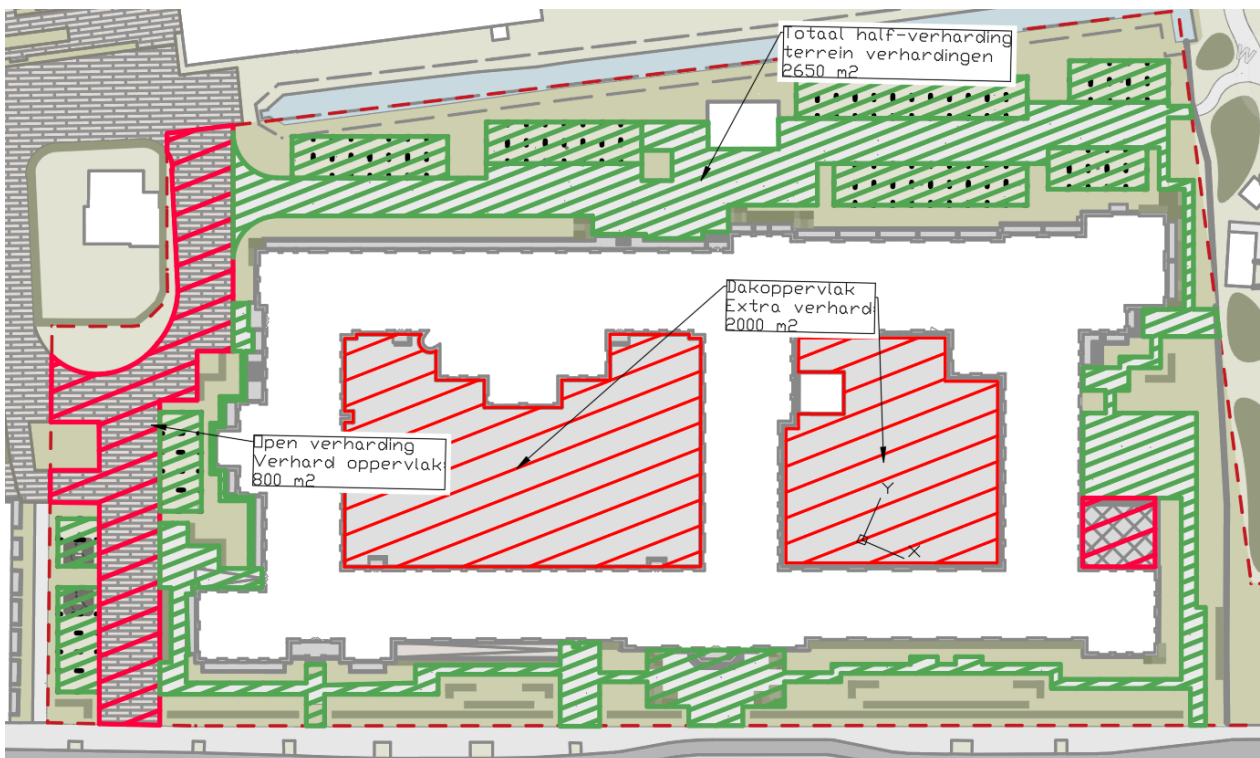 Totaal half-verharding
terrein verhardingen
2650 m2
W
Dakoppervlak
Extra verhard
2000 m2
Open verharding
Verhard oppervlak
800 m2
Y
X